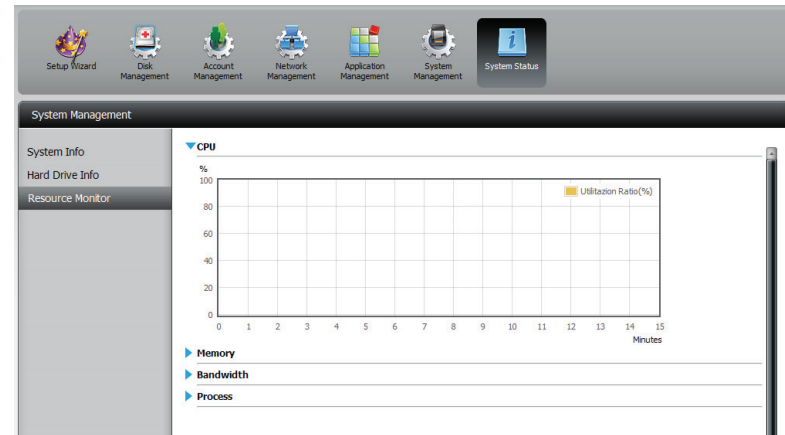 Setup Wizard
Disk
Management
Account
Management
Network
Management
Application
Management
System
Management
System Status
System Management
System Info
Hard Drive Info
Resource Monitor
CPU
%
100
80
60
40
20
0
Utilitazion Ratio(%)
0 1 2 3 4 5 6 7 8 9 10 11 12 13 14 15
Minutes
Memory
Bandwidth
Process